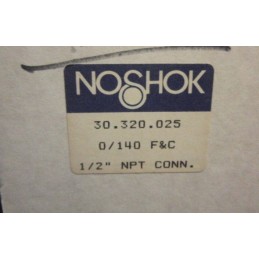 NOSHOK
30.320.025
0/140 F&C
1/2" NPT CONN.